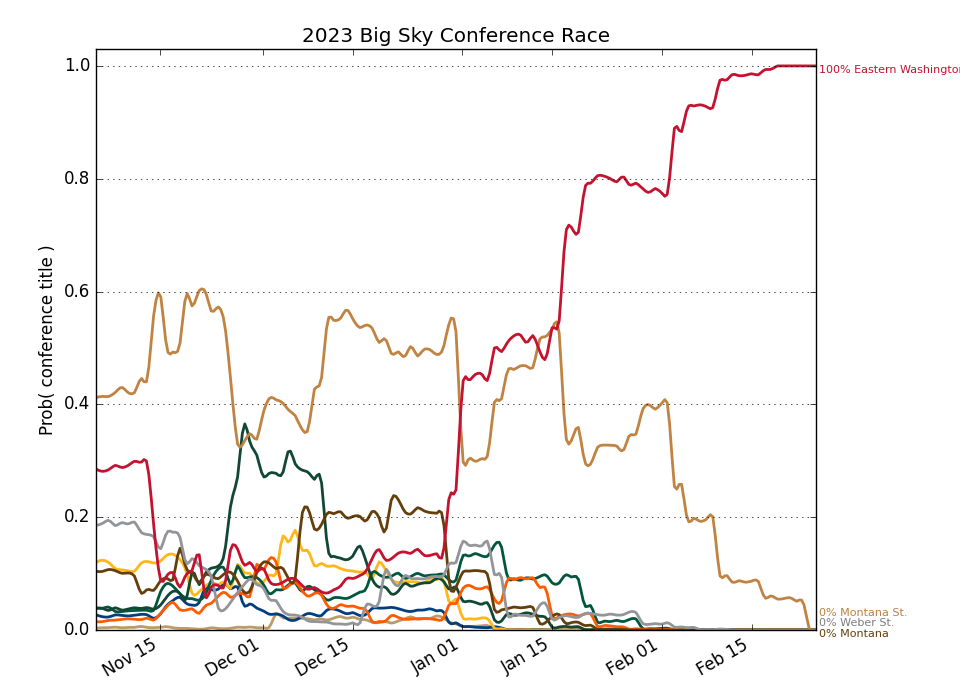 2023 Big Sky Conference Race
Prob( conference title )
1.0
0.8
0.6
0.4
0.2
0.0
Nov 15
Dec 01
Dec 15
Jan 01
Jan 15
Feb 01
Feb 15
100% Eastern Washington
0% Montana St.
0% Weber St.
0% Montana